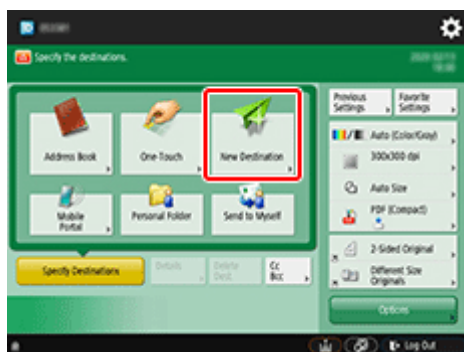 Specify the destinations.
Previous
Settings
Favorite
Settings
Address Book
One-Touch
New Destination
Auto (Color/Gray)
300x300 dpi
Auto Size
PDF (Compact)
Mobile
Portal
Personal Folder
Send to Myself
2-Sided Original
Different Size
Originals
Specify Destinations
Details
Delete
Dest.
Cc
Bcc
Options
Log Out